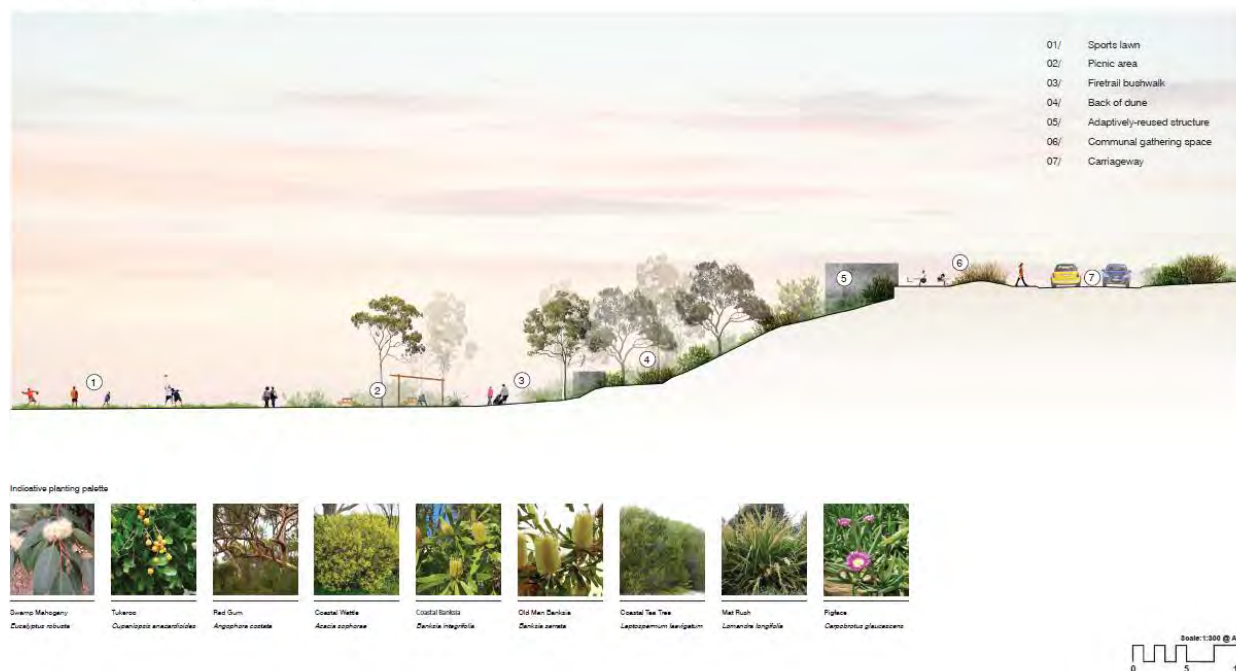 01/ Sports lawn
02/ Picnic area
03/ Firetrail bushwalk
04/ Back of dune
05/ Adaptively-reused structure
06/ Communal gathering space
07/ Carriageway
1
2
3
4
5
6
7
Indicative planting palette
Swamp Mahogany
Eucalyptus robusta
Tukeroo
Cupaniopsis anacardioides
Red Gum
Angophora costata
Coastal Wattle
Acacia sophorae
Coastal Banksia
Banksia integrifolia
Old Man Banksia
Banksia serrata
Coastal Tea Tree
Leptospermum laevigatum
Mat Rush
Lomandra longifolia
Pigface
Carpobrotus glaucescens
Scale:1:300 @ A
0 5 1